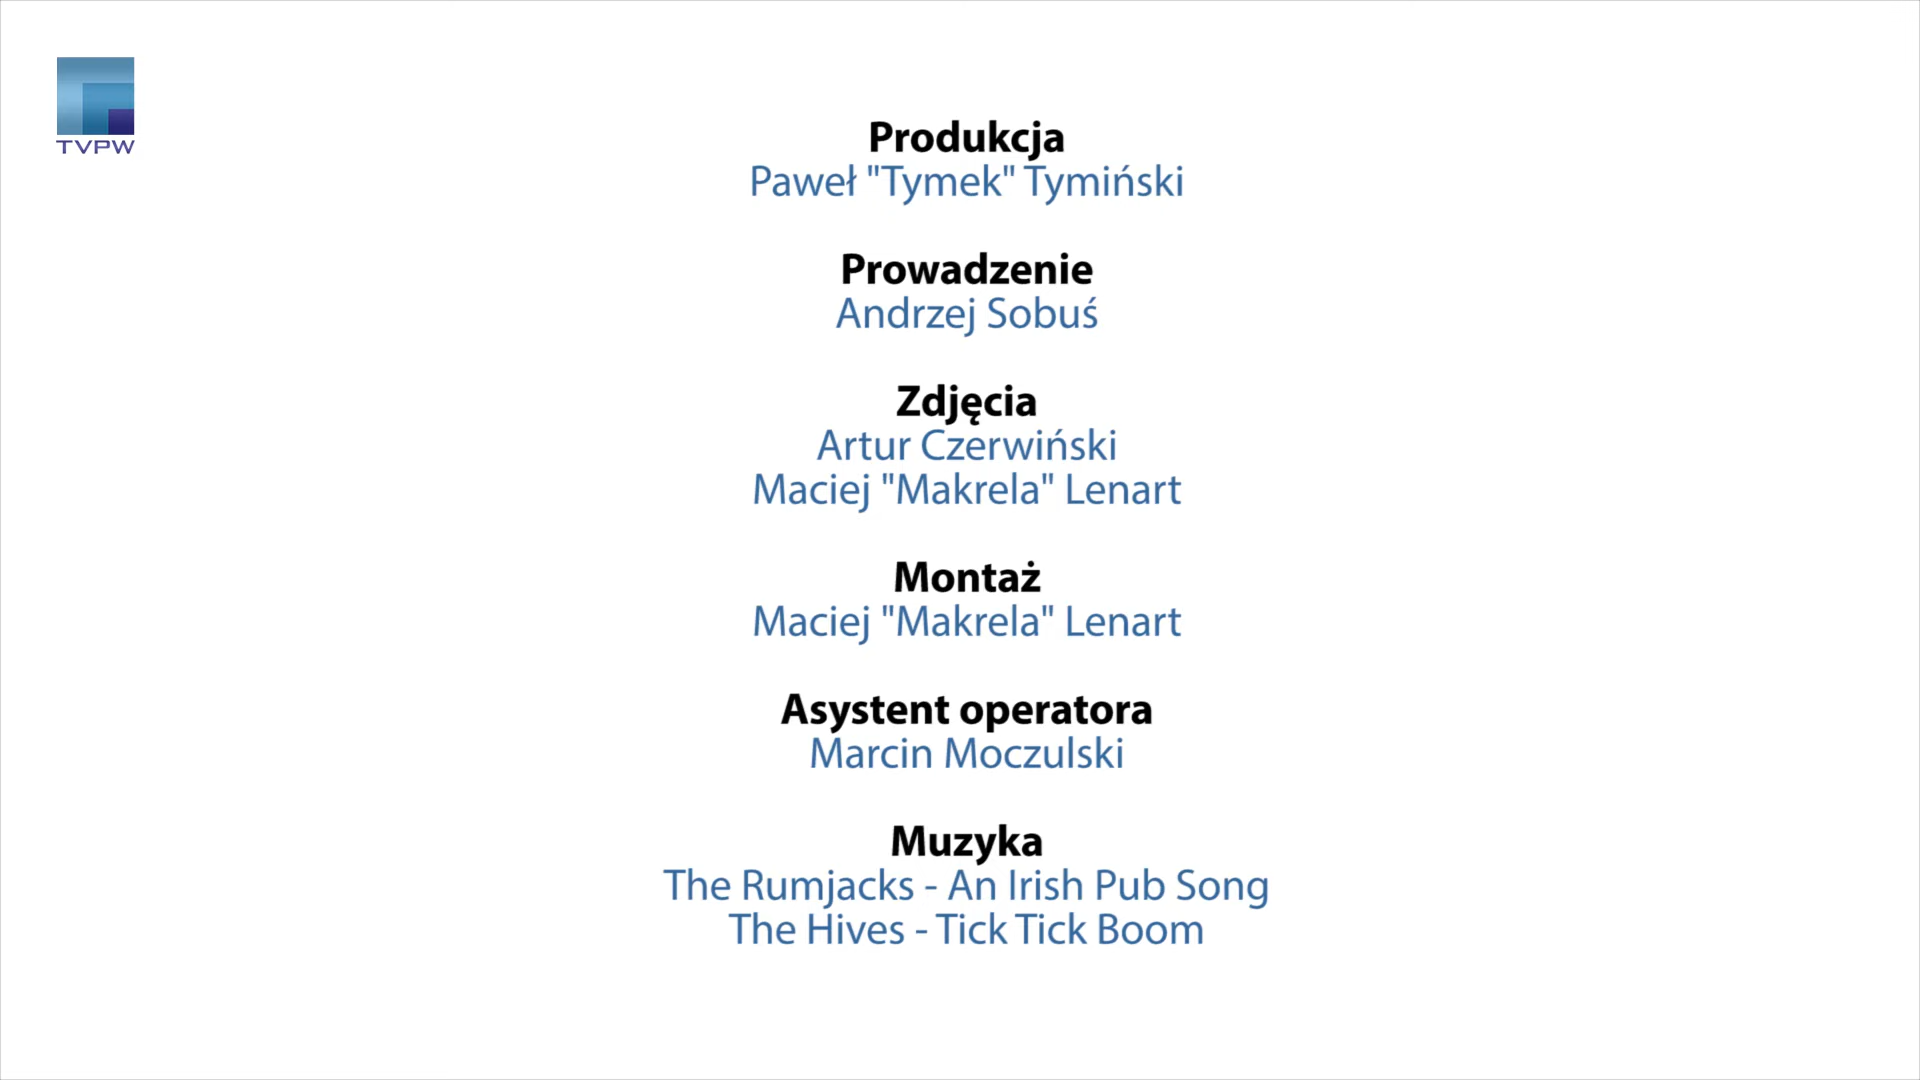 TVPW
Produkcja
Paweł "Tymek" Tymiński
Prowadzenie
Andrzej Sobuś
Zdjęcia
Artur Czerwiński
Maciej "Makrela" Lenart
Montaż
Maciej "Makrela" Lenart
Asystent operatora
Marcin Moczulski
Muzyka
The Rumjacks - An Irish Pub Song
The Hives - Tick Tick Boom